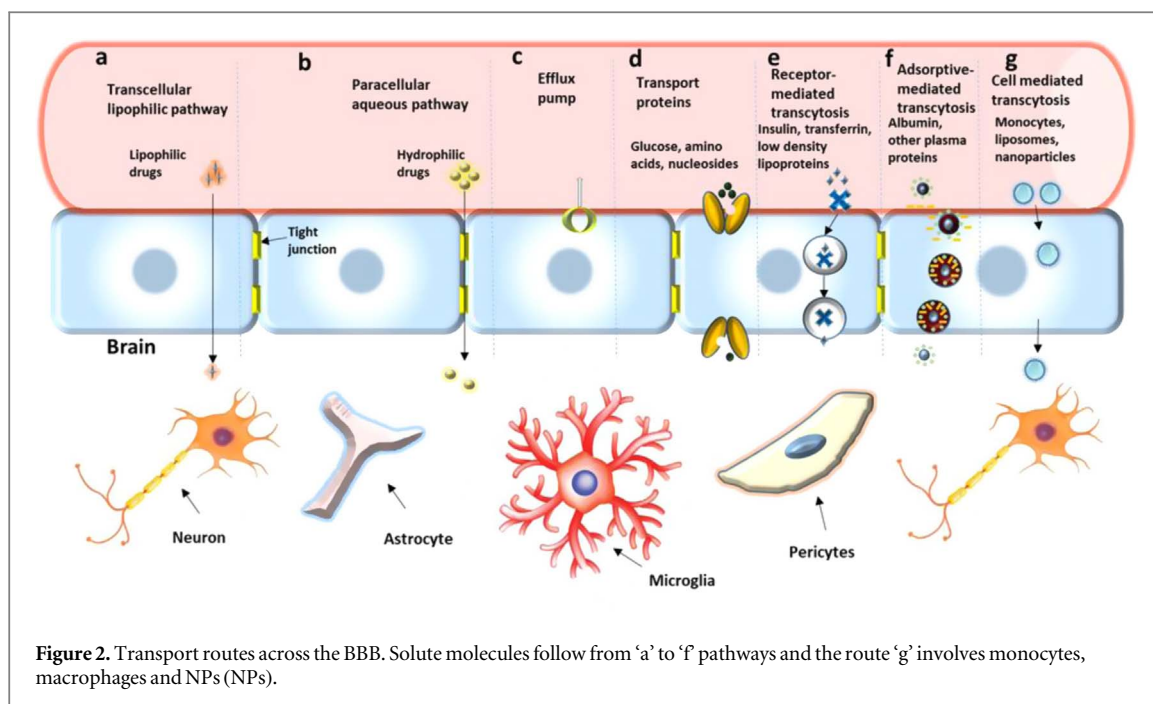 a
Transcellular
lipophilic pathway
Lipophilic
drugs
b
Paracellular
aqueous pathway
Hydrophilic
drugs
c
Efflux
pump
d
Transport
proteins
Glucose, amino
acids, nucleosides
e
Receptor-
mediated
transcytosis
Insulin, transferrin,
low density
lipoproteins
f
Adsorptive-
mediated
transcytosis
Albumin,
other plasma
proteins
g
Cell mediated
transcytosis
Monocytes,
liposomes,
nanoparticles
Tight
junction
Brain
Neuron
Astrocyte
Microglia
Pericytes
Figure 2. Transport routes across the BBB. Solute molecules follow from ‘a’ to ‘f’ pathways and the route ‘g’ involves monocytes,
macrophages and NPs (NPs).